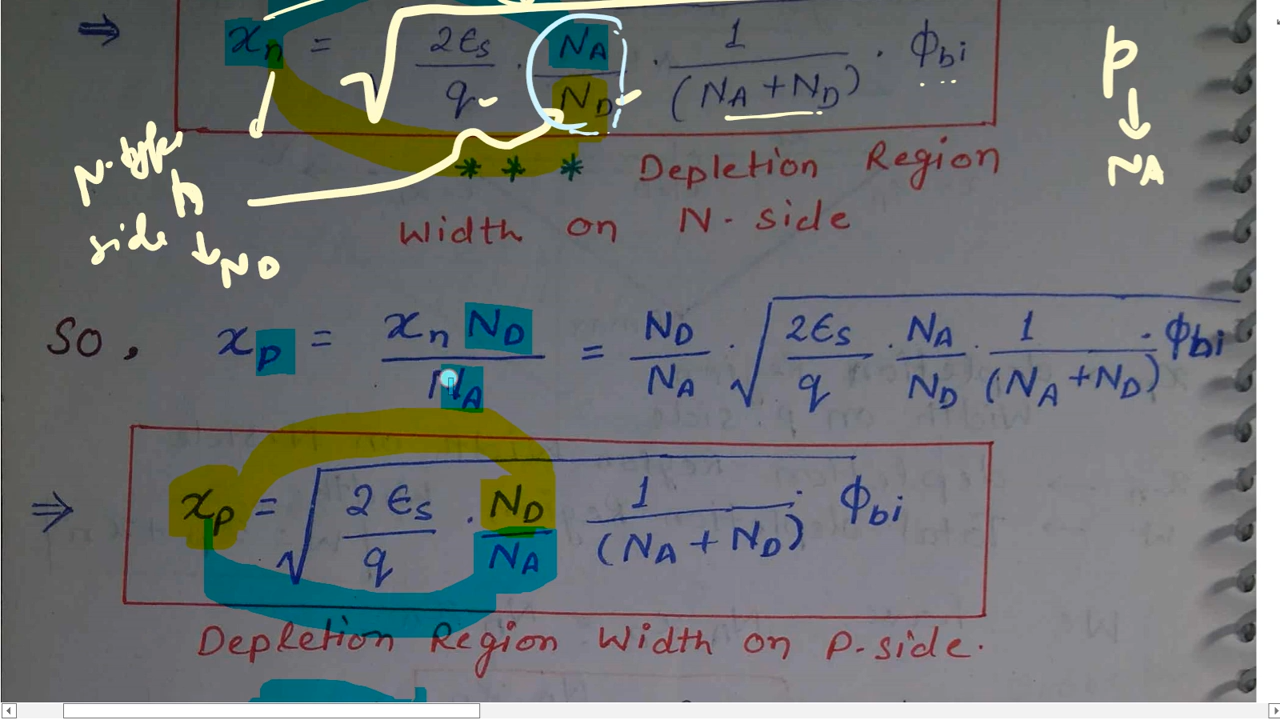 ⇒ xn = √ 2ϵs/q · NA/ND · 1/(NA+ND) · ϕbi
p
↓
NA
N-type
n
side
↓ ND
* * * Depletion Region
Width on N-side
So, xp = xn ND/NA = ND/NA · √ 2ϵs/q · NA/ND · 1/(NA+ND) · ϕbi
⇒ xp = √ 2ϵs/q · ND/NA 1/(NA+ND) · ϕbi
Depletion Region Width on P-side.